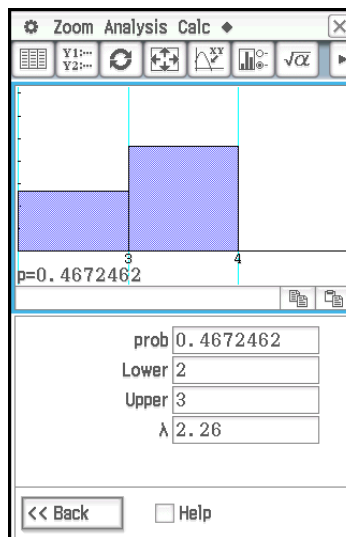 Zoom Analysis Calc
Y1:···
Y2:···
XY
√α
3 4
p=0.4672462
prob 0.4672462
Lower 2
Upper 3
λ 2.26
<< Back Help